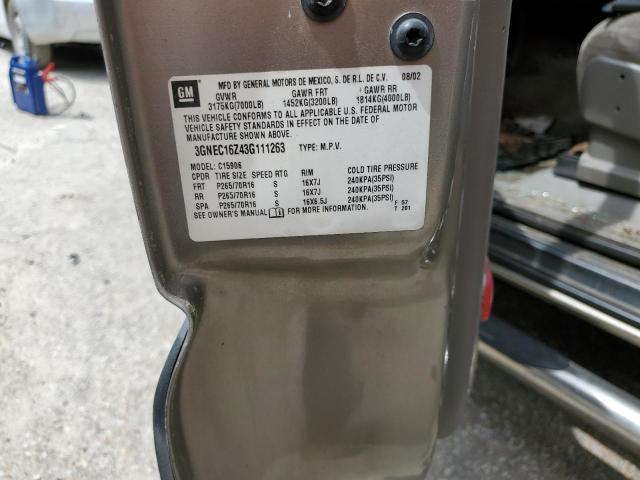 GM
MFD BY GENERAL MOTORS DE MEXICO, S. DE R.L. DE C.V. 08/02
GVWR GAWR FRT GAWR RR
3175KG(7000LB) 1452KG(3200LB) 1814KG(4000LB)
THIS VEHICLE CONFORMS TO ALL APPLICABLE U.S. FEDERAL MOTOR
VEHICLE SAFETY STANDARDS IN EFFECT ON THE DATE OF
MANUFACTURE SHOWN ABOVE.
3GNEC16Z43G111263 TYPE: M.P.V.
MODEL: C15906
CPDR TIRE SIZE SPEED RTG RIM COLD TIRE PRESSURE
FRT P265/70R16 S 16X7J 240KPA(35PSI)
RR P265/70R16 S 16X7J 240KPA(35PSI)
SPA P265/70R16 S 16X6.5J 240KPA(35PSI)
SEE OWNER'S MANUAL FOR MORE INFORMATION.
F 57
T 201